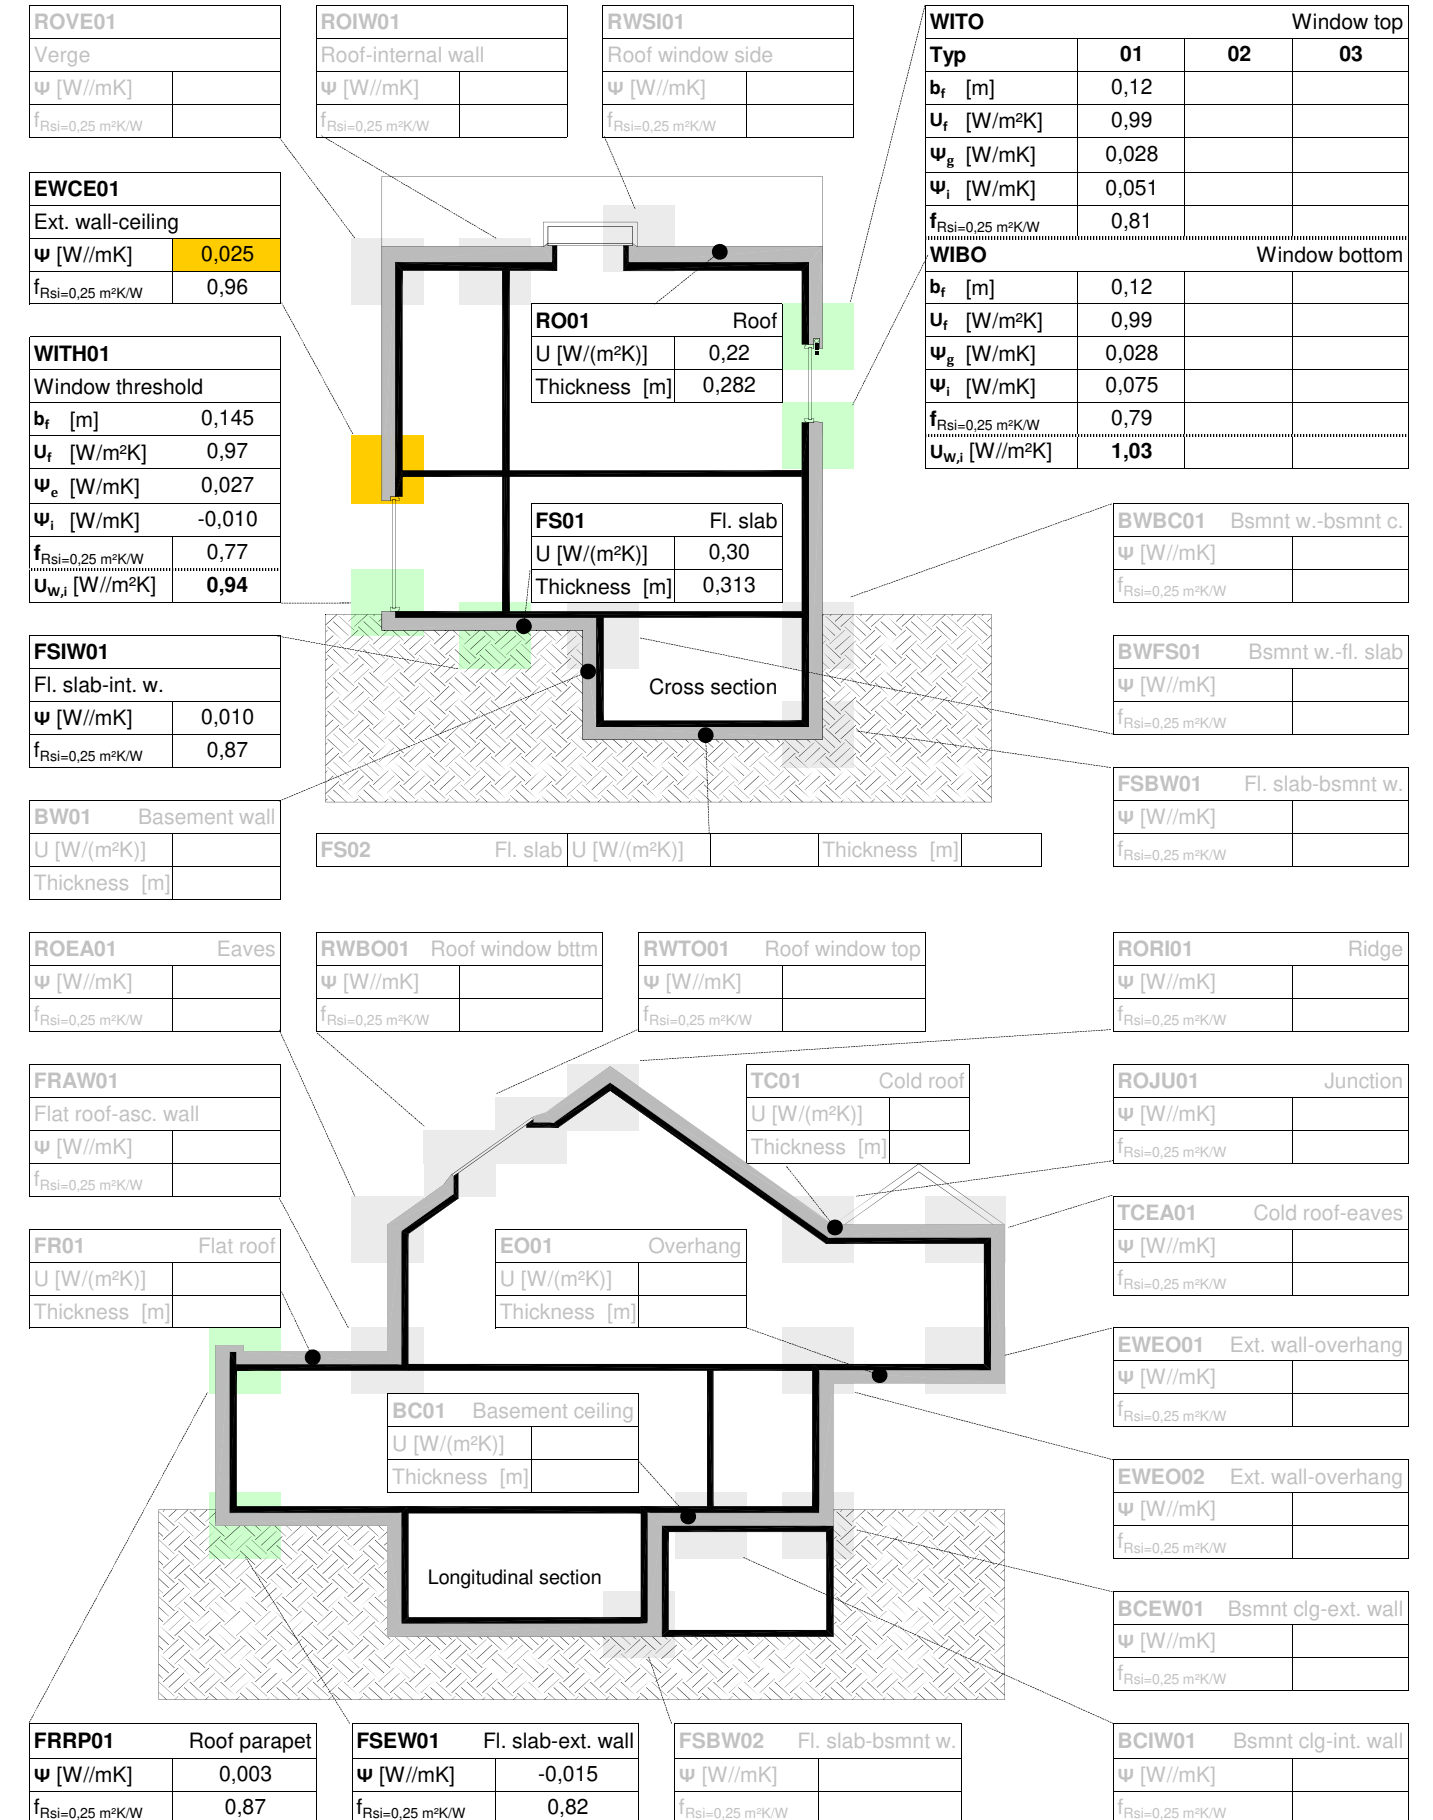 ROVE01
Verge
Ψ [W//mK]
fRsi=0,25 m²K/W
ROIW01
Roof-internal wall
Ψ [W//mK]
fRsi=0,25 m²K/W
RWSI01
Roof window side
Ψ [W//mK]
fRsi=0,25 m²K/W
WITO Window top
Typ 01 02 03
bf [m] 0,12
Uf [W/m²K] 0,99
Ψg [W/mK] 0,028
Ψi [W/mK] 0,051
fRsi=0,25 m²K/W 0,81
WIBO Window bottom
bf [m] 0,12
Uf [W/m²K] 0,99
Ψg [W/mK] 0,028
Ψi [W/mK] 0,075
fRsi=0,25 m²K/W 0,79
UW,i [W//m²K] 1,03
EWCE01
Ext. wall-ceiling
Ψ [W//mK] 0,025
fRsi=0,25 m²K/W 0,96
WITH01
Window threshold
bf [m] 0,145
Uf [W/m²K] 0,97
Ψe [W/mK] 0,027
Ψi [W/mK] -0,010
fRsi=0,25 m²K/W 0,77
UW,i [W//m²K] 0,94
RO01 Roof
U [W/(m²K)] 0,22
Thickness [m] 0,282
FS01 Fl. slab
U [W/(m²K)] 0,30
Thickness [m] 0,313
BWBC01 Bsmnt w.-bsmnt c.
Ψ [W//mK]
fRsi=0,25 m²K/W
FSIW01
Fl. slab-int. w.
Ψ [W//mK] 0,010
fRsi=0,25 m²K/W 0,87
Cross section
BWFS01 Bsmnt w.-fl. slab
Ψ [W//mK]
fRsi=0,25 m²K/W
FSBW01 Fl. slab-bsmnt w.
Ψ [W//mK]
fRsi=0,25 m²K/W
BW01 Basement wall
U [W/(m²K)]
Thickness [m]
FS02 Fl. slab U [W/(m²K)] Thickness [m]
ROEA01 Eaves
Ψ [W//mK]
fRsi=0,25 m²K/W
RWBO01 Roof window bttm
Ψ [W//mK]
fRsi=0,25 m²K/W
RWTO01 Roof window top
Ψ [W//mK]
fRsi=0,25 m²K/W
RORI01 Ridge
Ψ [W//mK]
fRsi=0,25 m²K/W
FRAW01
Flat roof-asc. wall
Ψ [W//mK]
fRsi=0,25 m²K/W
TC01 Cold roof
U [W/(m²K)]
Thickness [m]
ROJU01 Junction
Ψ [W//mK]
fRsi=0,25 m²K/W
TCEA01 Cold roof-eaves
Ψ [W//mK]
fRsi=0,25 m²K/W
FR01 Flat roof
U [W/(m²K)]
Thickness [m]
EO01 Overhang
U [W/(m²K)]
Thickness [m]
EWEO01 Ext. wall-overhang
Ψ [W//mK]
fRsi=0,25 m²K/W
BC01 Basement ceiling
U [W/(m²K)]
Thickness [m]
EWEO02 Ext. wall-overhang
Ψ [W//mK]
fRsi=0,25 m²K/W
Longitudinal section
BCEW01 Bsmnt clg-ext. wall
Ψ [W//mK]
fRsi=0,25 m²K/W
FRRP01 Roof parapet
Ψ [W//mK] 0,003
fRsi=0,25 m²K/W 0,87
FSEW01 Fl. slab-ext. wall
Ψ [W//mK] -0,015
fRsi=0,25 m²K/W 0,82
FSBW02 Fl. slab-bsmnt w.
Ψ [W//mK]
fRsi=0,25 m²K/W
BCIW01 Bsmnt clg-int. wall
Ψ [W//mK]
fRsi=0,25 m²K/W